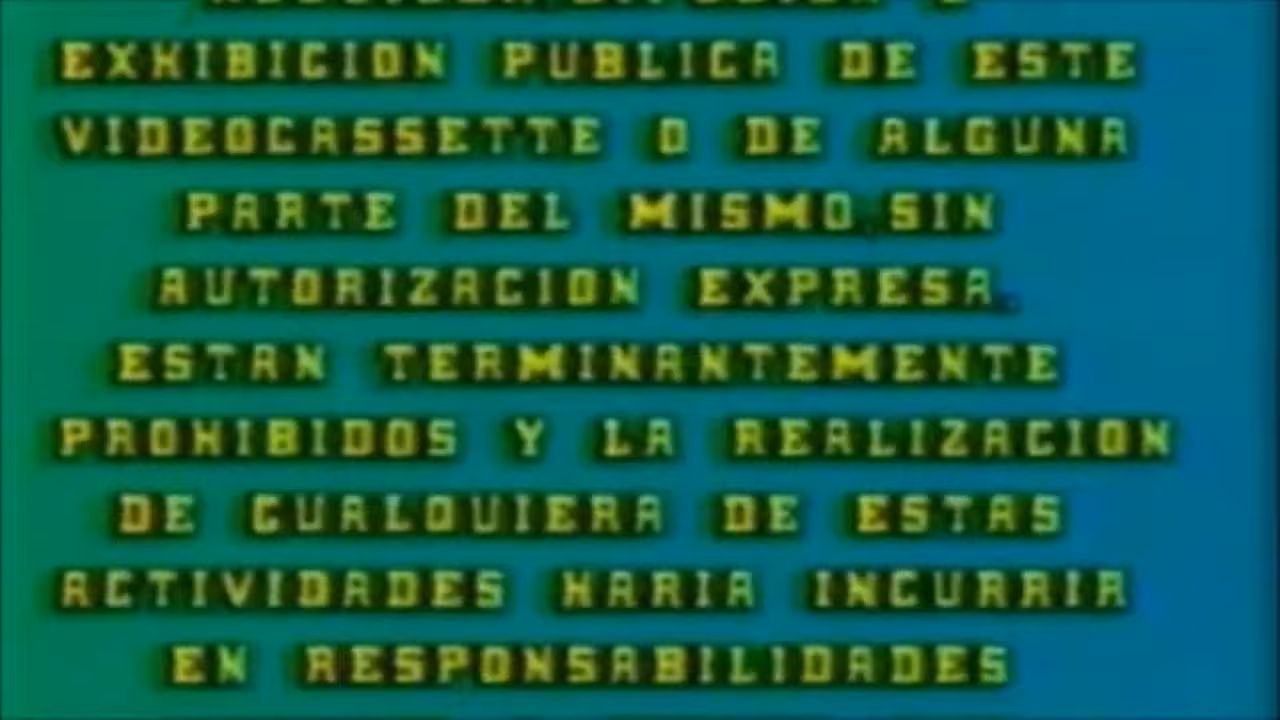 EXHIBICION PUBLICA DE ESTE
VIDEOCASSETTE O DE ALGUNA
PARTE DEL MISMO SIN
AUTORIZACION EXPRESA.
ESTAN TERMINANTEMENTE
PROHIBIDOS Y LA REALIZACION
DE CUALQUIERA DE ESTAS
ACTIVIDADES HARIA INCURRIR
EN RESPONSABILIDADES